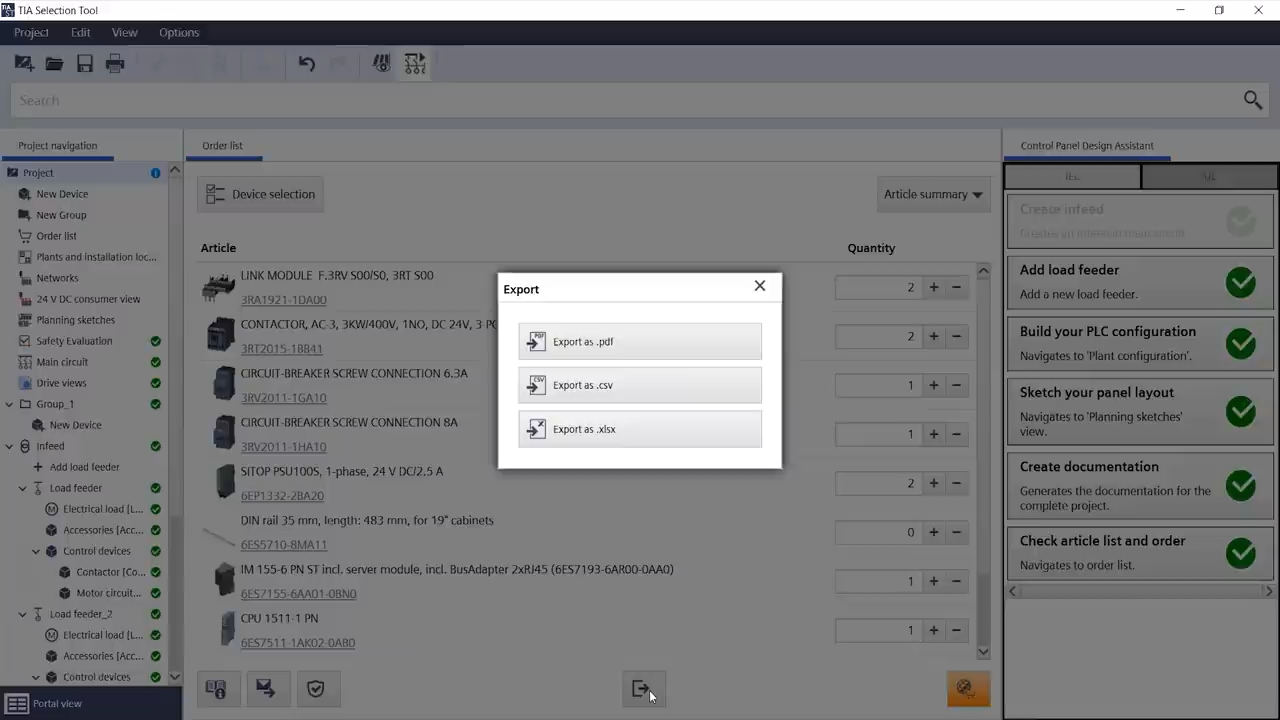 TIA Selection Tool
Project Edit View Options
Search
Project navigation
Project
New Device
New Group
Order list
Plants and installation loc...
Networks
24 V DC consumer view
Planning sketches
Safety Evaluation
Main circuit
Drive views
Group_1
New Device
Infeed
Add load feeder
Load feeder
Electrical load [L...
Accessories [Acc...
Control devices
Contactor [Co...
Motor circuit...
Load feeder_2
Electrical load [L...
Accessories [Acc...
Control devices
Portal view
Order list
Device selection
Article summary
Article Quantity
LINK MODULE F.3RV S00/S0, 3RT S00
3RA1921-1DA00
2
CONTACTOR, AC-3, 3KW/400V, 1NO, DC 24V, 3 PO
3RT2015-1BB41
2
CIRCUIT-BREAKER SCREW CONNECTION 6.3A
3RV2011-1GA10
1
CIRCUIT-BREAKER SCREW CONNECTION 8A
3RV2011-1HA10
1
SITOP PSU100S, 1-phase, 24 V DC/2.5 A
6EP1332-2BA20
2
DIN rail 35 mm, length: 483 mm, for 19" cabinets
6ES5710-8MA11
0
IM 155-6 PN ST incl. server module, incl. BusAdapter 2xRJ45 (6ES7193-6AR00-0AA0)
6ES7155-6AA01-0BN0
1
CPU 1511-1 PN
6ES7511-1AK02-0AB0
1
Export
Export as .pdf
Export as .csv
Export as .xlsx
Control Panel Design Assistant
IEC UL
Create infeed
Add load feeder
Add a new load feeder.
Build your PLC configuration
Navigates to 'Plant configuration'.
Sketch your panel layout
Navigates to 'Planning sketches'
view.
Create documentation
Generates the documentation for the
complete project.
Check article list and order
Navigates to order list.